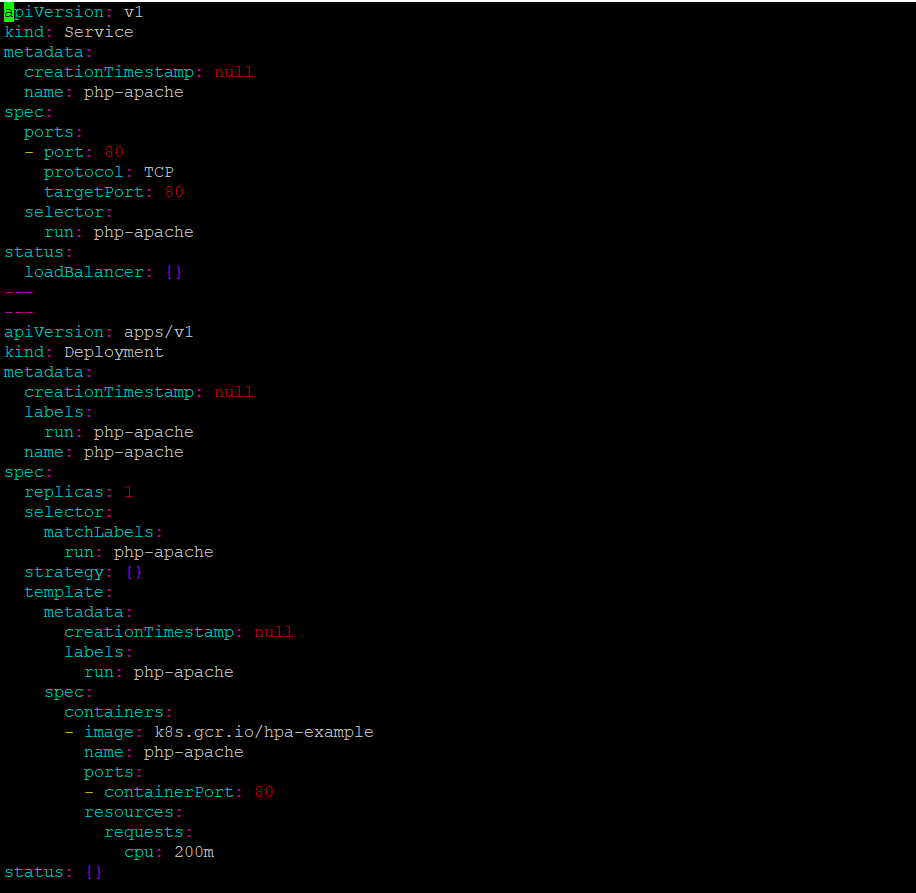 apiVersion: v1
kind: Service
metadata:
  creationTimestamp: null
  name: php-apache
spec:
  ports:
  - port: 80
    protocol: TCP
    targetPort: 80
  selector:
    run: php-apache
status:
  loadBalancer: {}
---
---
apiVersion: apps/v1
kind: Deployment
metadata:
  creationTimestamp: null
  labels:
    run: php-apache
  name: php-apache
spec:
  replicas: 1
  selector:
    matchLabels:
      run: php-apache
  strategy: {}
  template:
    metadata:
      creationTimestamp: null
      labels:
        run: php-apache
    spec:
      containers:
      - image: k8s.gcr.io/hpa-example
        name: php-apache
        ports:
        - containerPort: 80
        resources:
          requests:
            cpu: 200m
status: {}